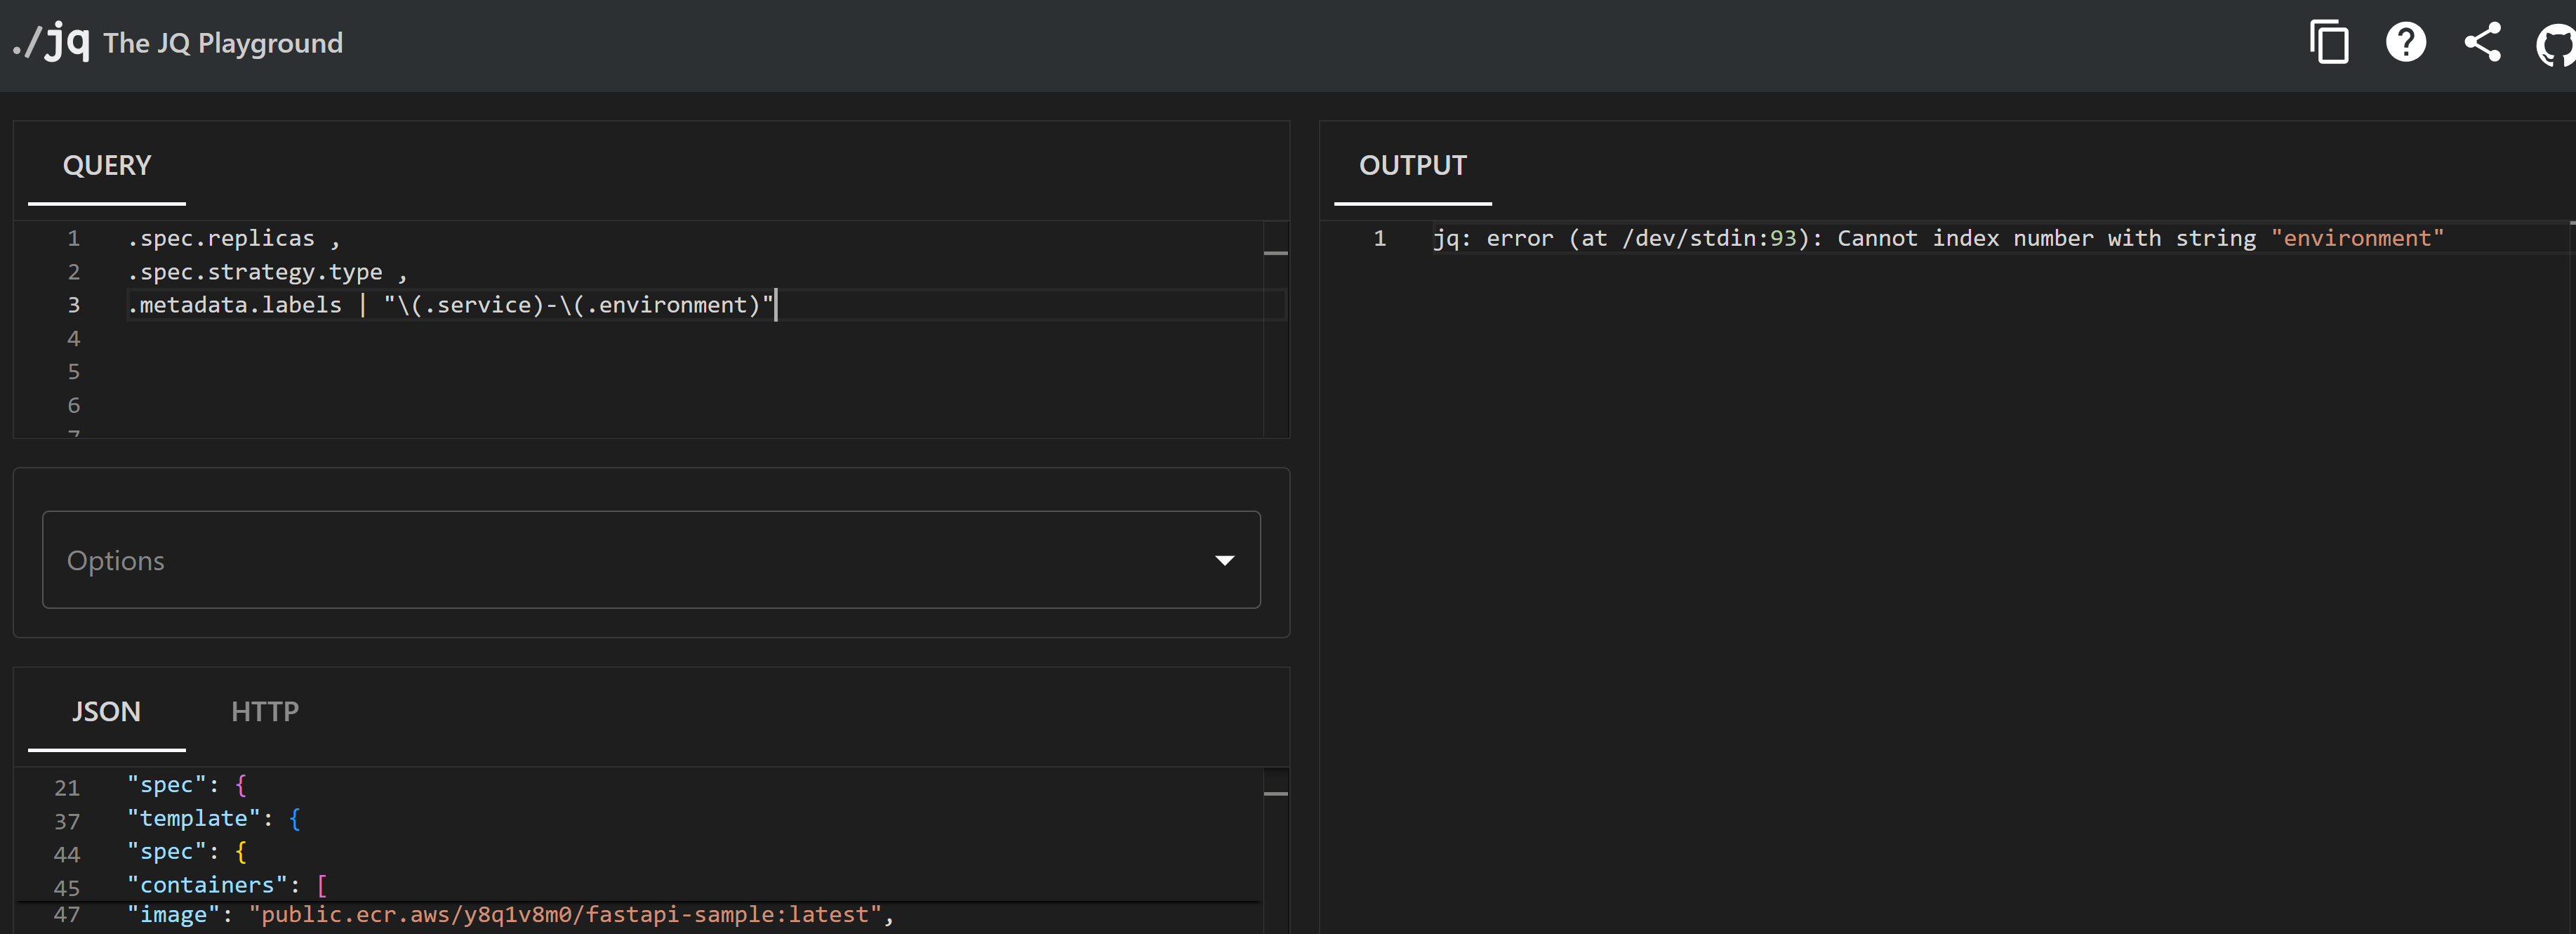 ./jq The JQ Playground
QUERY
1 .spec.replicas ,
2 .spec.strategy.type ,
3 .metadata.labels | "\(.service)-\(.environment)"
4
5
6
7
Options
JSON HTTP
21 "spec": {
37 "template": {
44 "spec": {
45 "containers": [
47 "image": "public.ecr.aws/y8q1v8m0/fastapi-sample:latest",
OUTPUT
1 jq: error (at /dev/stdin:93): Cannot index number with string "environment"